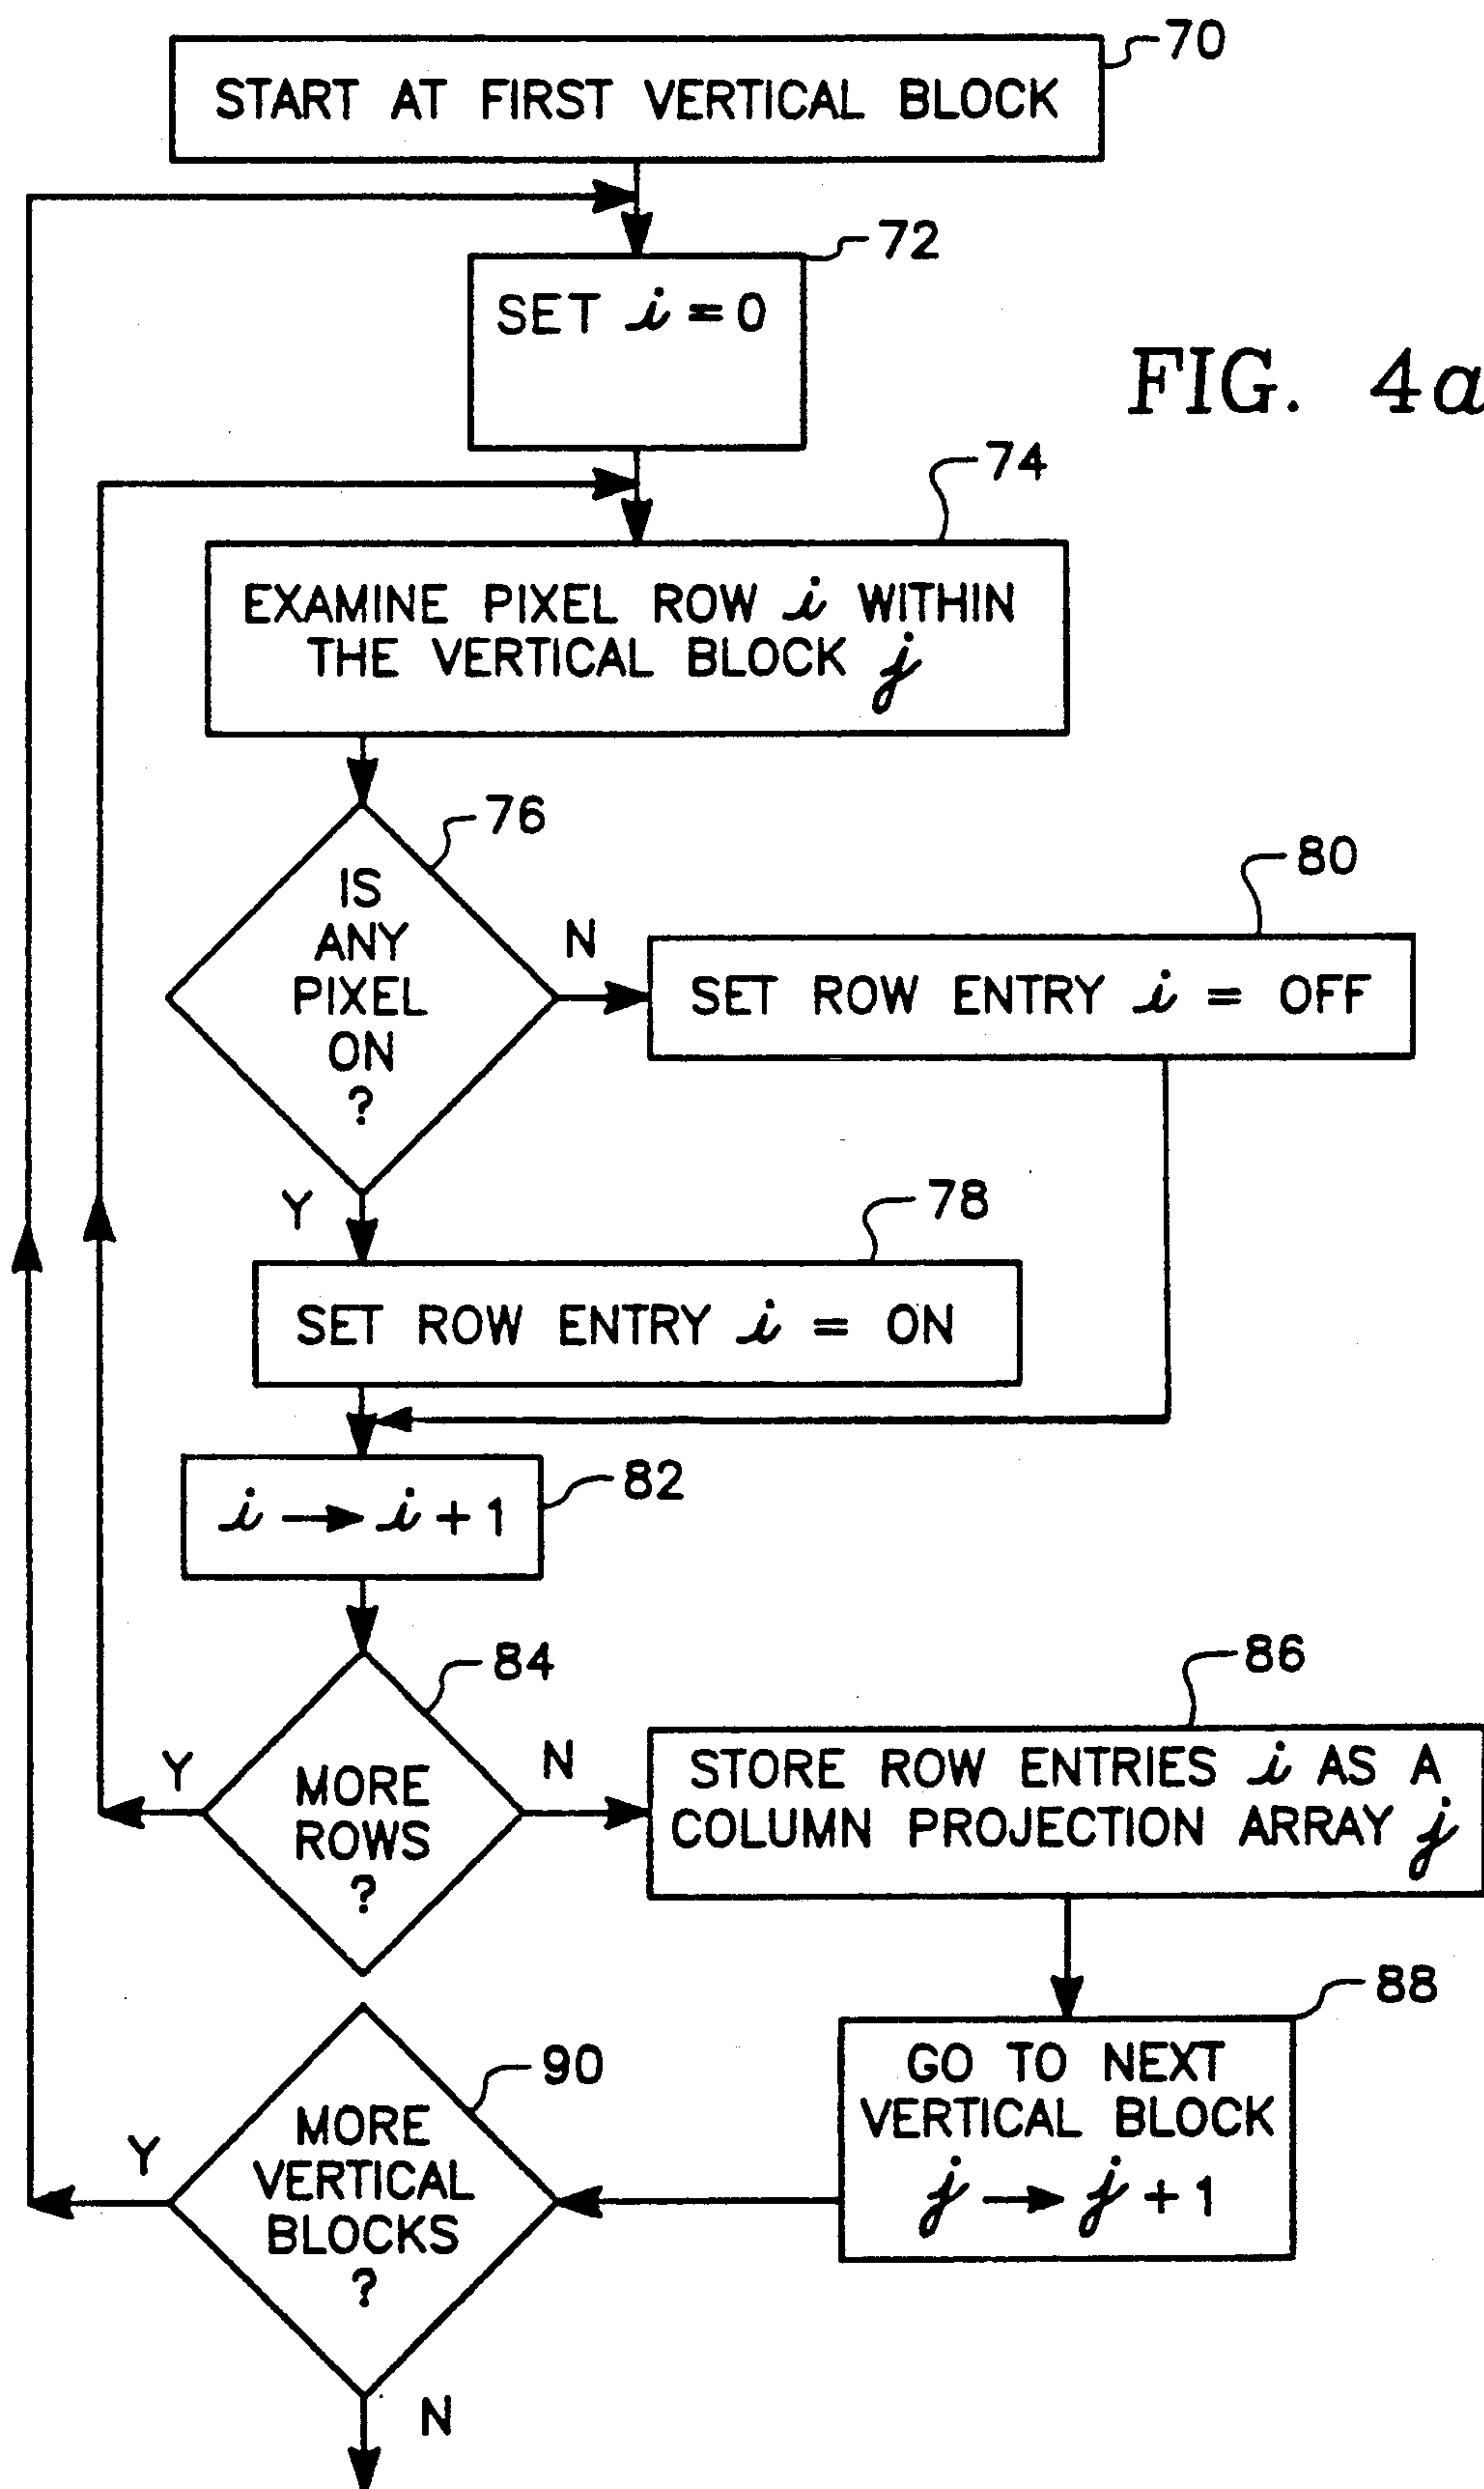 70
START AT FIRST VERTICAL BLOCK
72
SET i = 0
FIG. 4a
74
EXAMINE PIXEL ROW i WITHIN
THE VERTICAL BLOCK j
76
IS
ANY
PIXEL
ON
?
N
80
SET ROW ENTRY i = OFF
Y
78
SET ROW ENTRY i = ON
82
i → i + 1
84
MORE
ROWS
?
Y
N
86
STORE ROW ENTRIES i AS A
COLUMN PROJECTION ARRAY j
88
GO TO NEXT
VERTICAL BLOCK
j → j + 1
90
MORE
VERTICAL
BLOCKS
?
Y
N